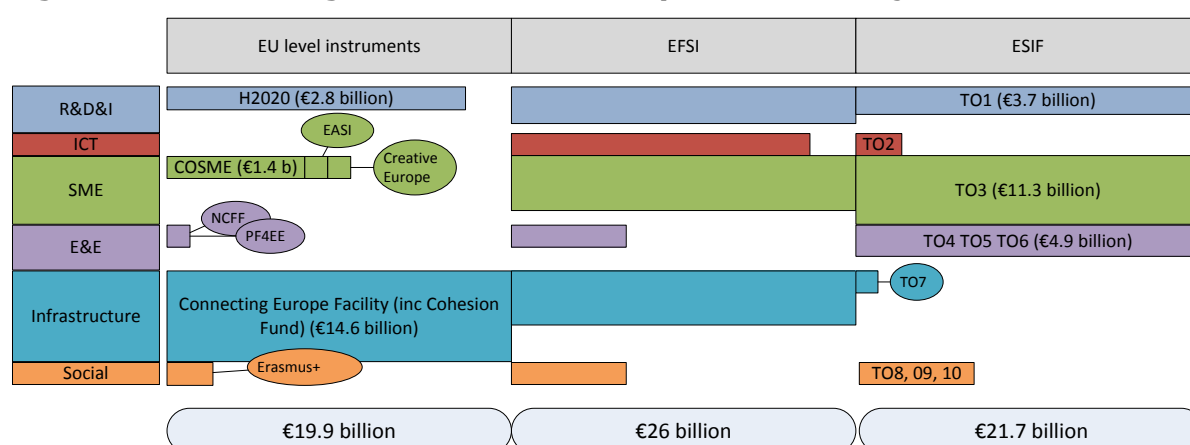 EU level instruments
EFSI
ESIF
R&D&I
H2020 (€2.8 billion)
TO1 (€3.7 billion)
ICT
EASI
TO2
SME
COSME (€1.4 b)
Creative
Europe
TO3 (€11.3 billion)
E&E
NCFF
PF4EE
TO4 TO5 TO6 (€4.9 billion)
Infrastructure
Connecting Europe Facility (inc Cohesion
Fund) (€14.6 billion)
TO7
Social
Erasmus+
TO8, 09, 10
€19.9 billion
€26 billion
€21.7 billion